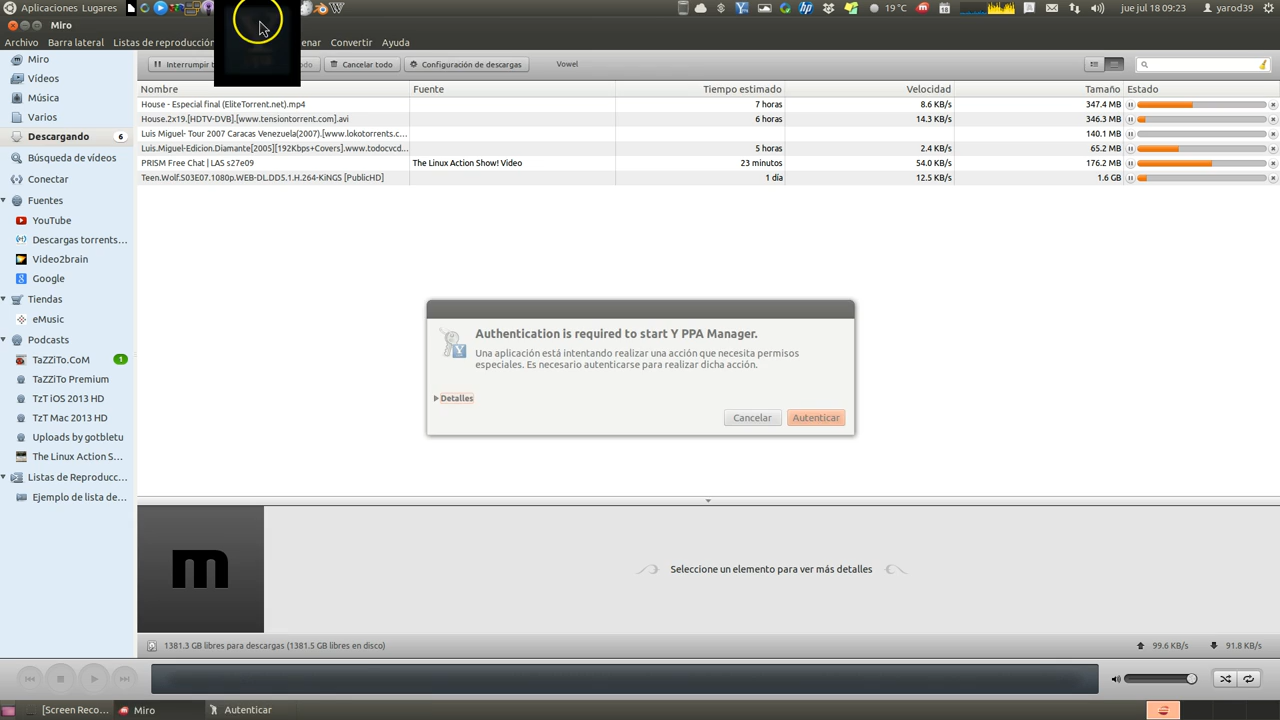 Aplicaciones Lugares
19 °C
jue jul 18 09:23
yarod39
Miro
Archivo Barra lateral Listas de reproducción Convertir Ayuda
Interrumpir Cancelar todo Configuración de descargas Vowel
Miro
Vídeos
Música
Varios
Descargando 6
Búsqueda de vídeos
Conectar
Fuentes
YouTube
Descargas torrents...
Video2brain
Google
Tiendas
eMusic
Podcasts
TaZZiTo.CoM 1
TaZZiTo Premium
TzT iOS 2013 HD
TzT Mac 2013 HD
Uploads by gotbletu
The Linux Action S...
Listas de Reproducc...
Ejemplo de lista de...
Nombre Fuente Tiempo estimado Velocidad Tamaño Estado
House - Especial final (EliteTorrent.net).mp4 7 horas 8.6 KB/s 347.4 MB
House.2x19.[HDTV-DVB].[www.tensiontorrent.com].avi 6 horas 14.3 KB/s 346.3 MB
Luis Miguel- Tour 2007 Caracas Venezuela(2007).[www.lokotorrents.c... 140.1 MB
Luis.Miguel-Edicion.Diamante[2005][192Kbps+Covers].www.todocvcd... 5 horas 2.4 KB/s 65.2 MB
PRISM Free Chat | LAS s27e09 The Linux Action Show! Video 23 minutos 54.0 KB/s 176.2 MB
Teen.Wolf.S03E07.1080p.WEB-DL.DD5.1.H.264-KiNGS [PublicHD] 1 día 12.5 KB/s 1.6 GB
Authentication is required to start Y PPA Manager.
Una aplicación está intentando realizar una acción que necesita permisos
especiales. Es necesario autenticarse para realizar dicha acción.
Detalles
Cancelar Autenticar
m
Seleccione un elemento para ver más detalles
1381.3 GB libres para descargas (1381.5 GB libres en disco) 99.6 KB/s 91.8 KB/s
[Screen Reco... Miro Autenticar